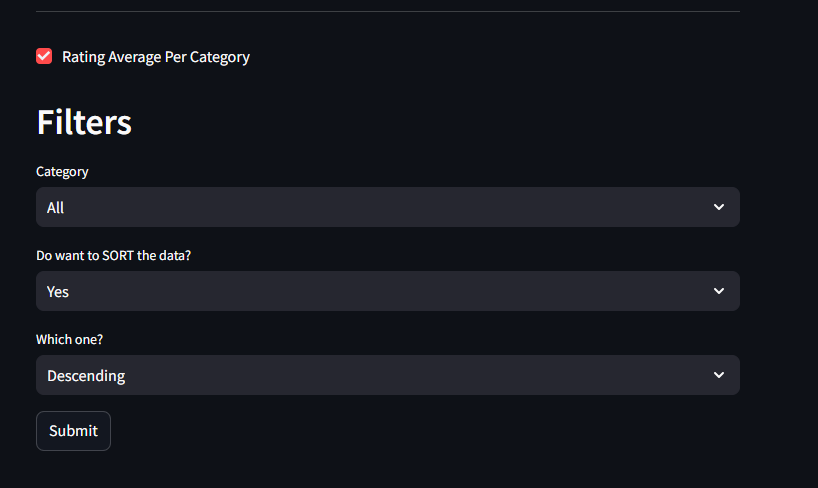 Rating Average Per Category
Filters
Category
All
Do want to SORT the data?
Yes
Which one?
Descending
Submit